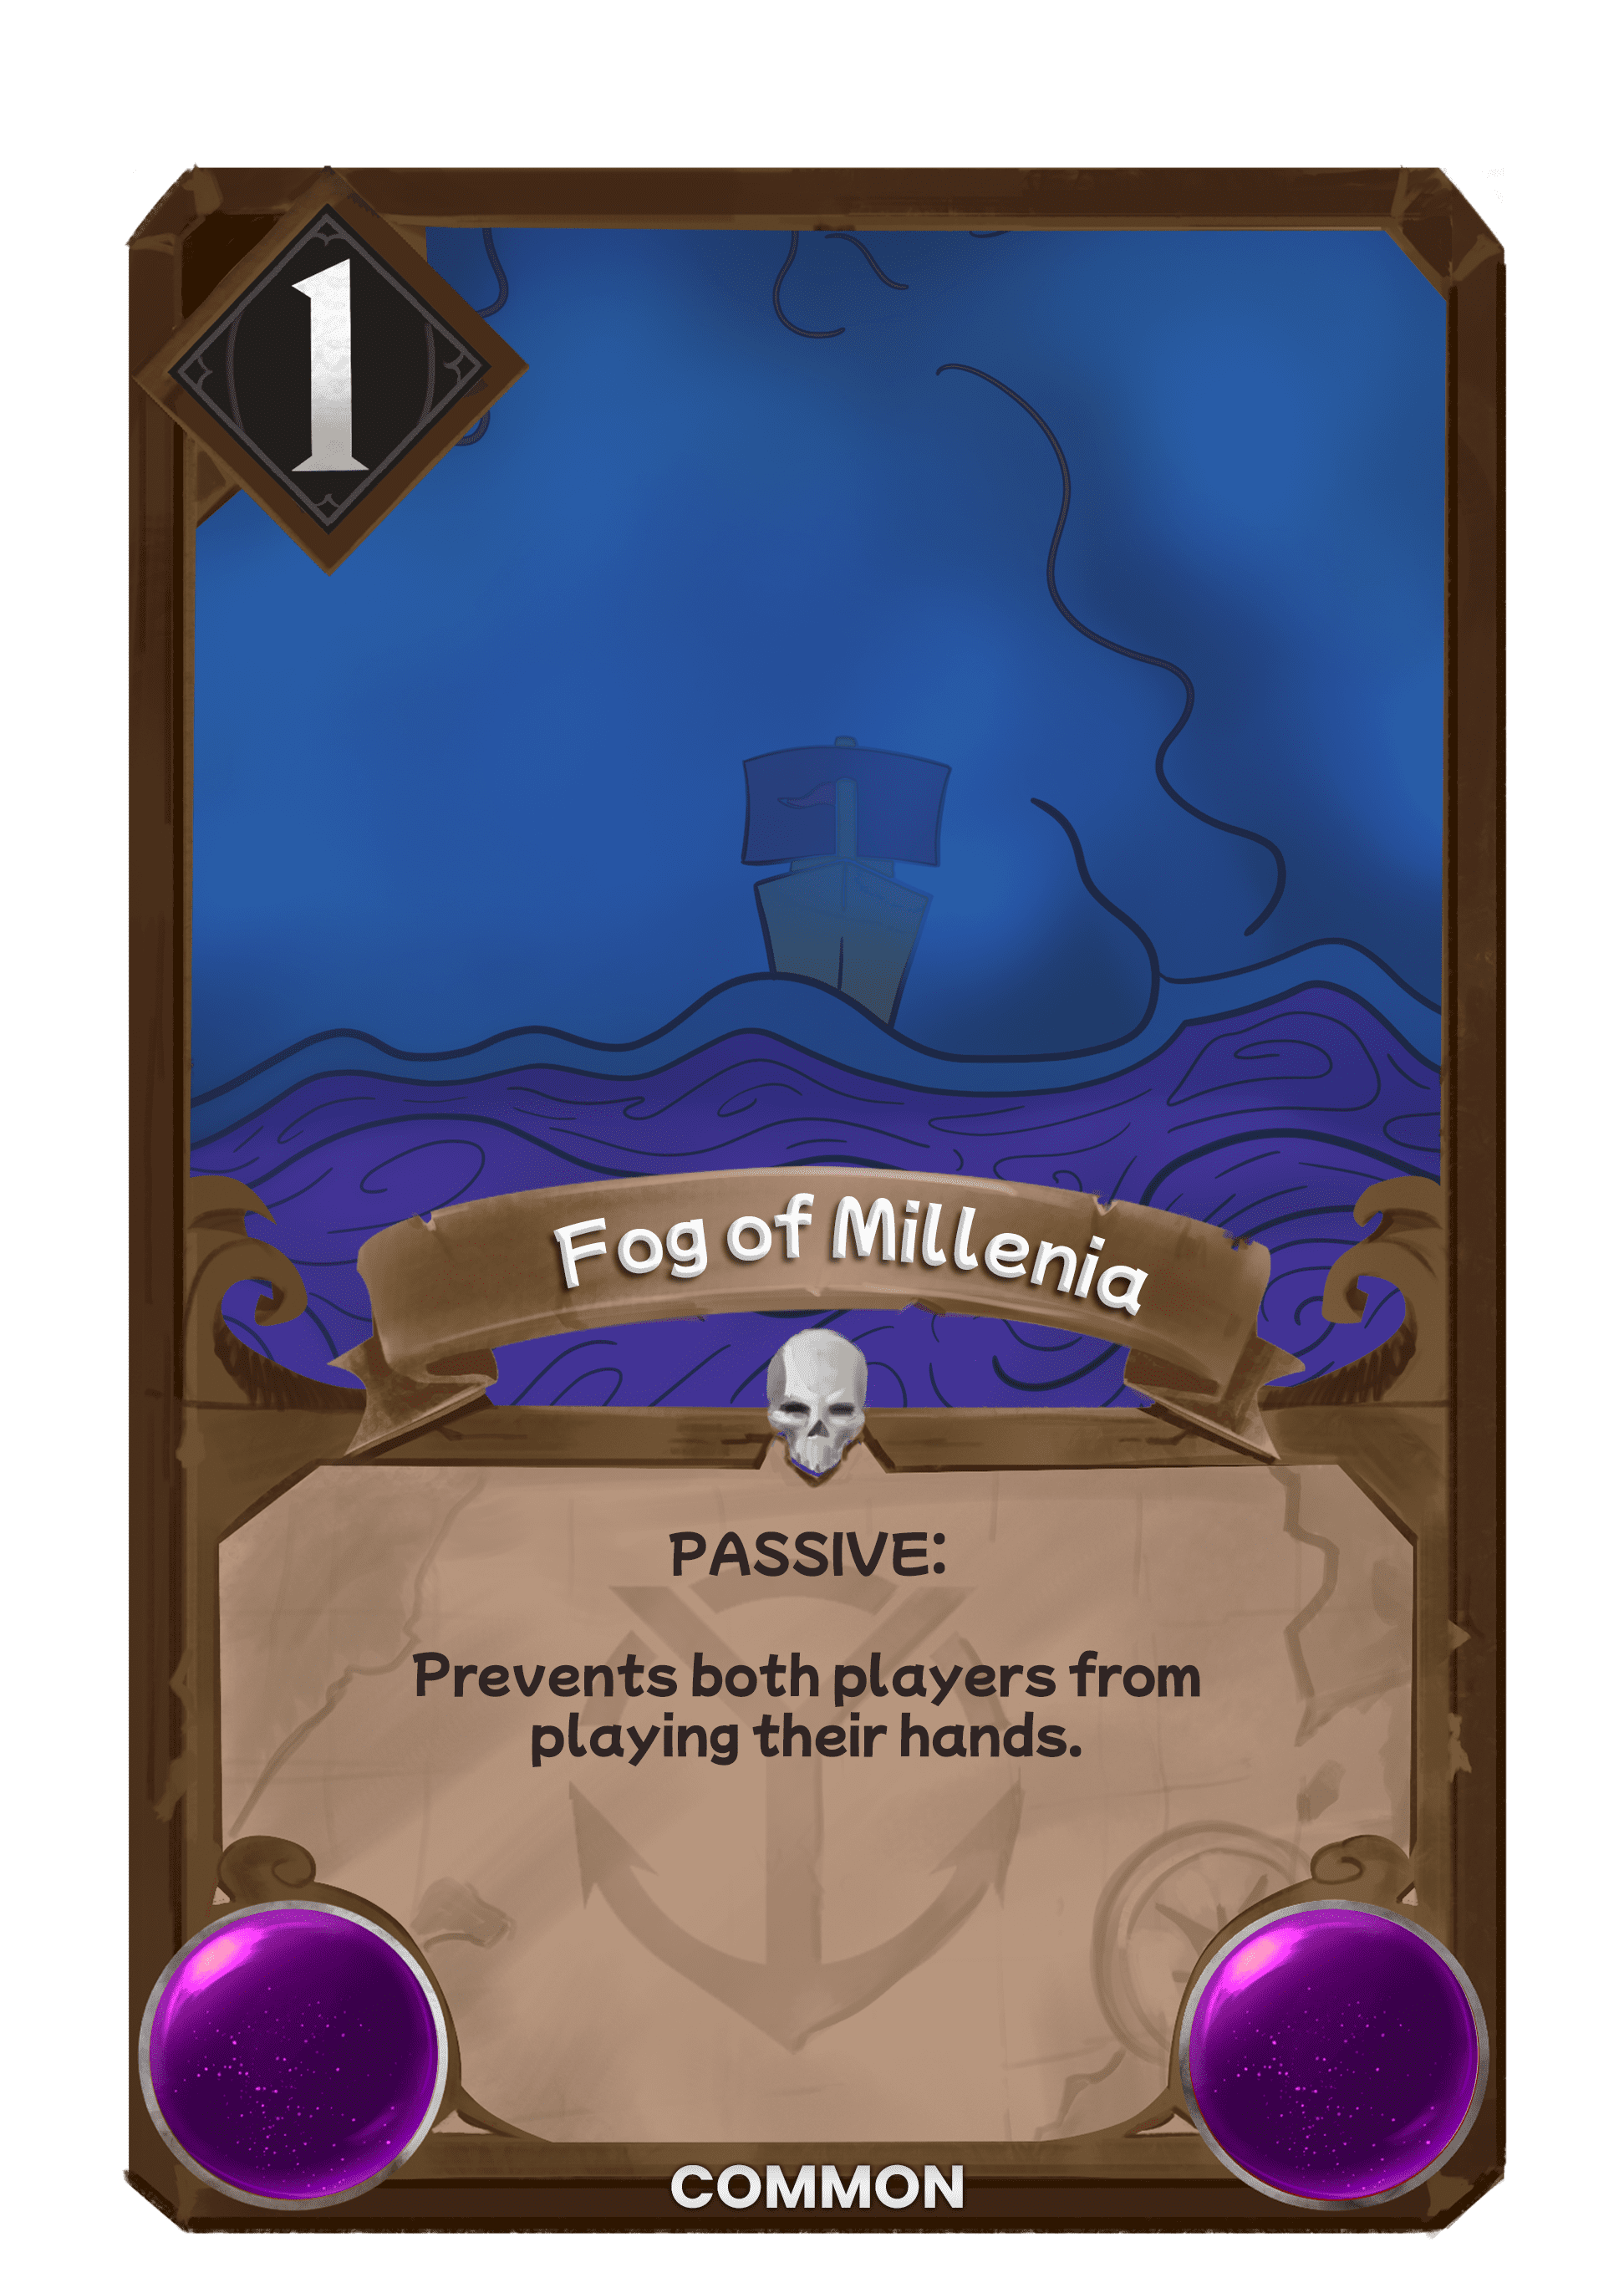 1
Fog of Millenia
PASSIVE:
Prevents both players from
playing their hands.
COMMON